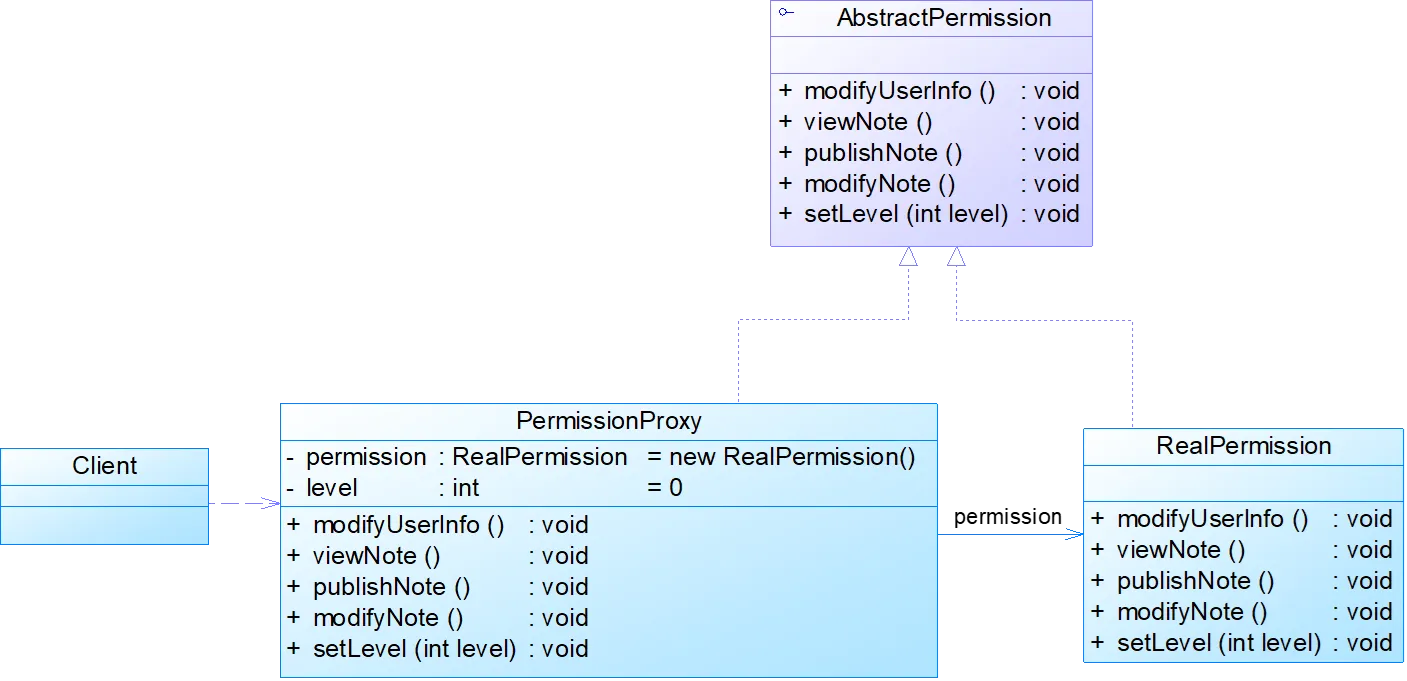 AbstractPermission
+ modifyUserInfo () : void
+ viewNote () : void
+ publishNote () : void
+ modifyNote () : void
+ setLevel (int level) : void
PermissionProxy
- permission : RealPermission = new RealPermission()
- level : int = 0
+ modifyUserInfo () : void
+ viewNote () : void
+ publishNote () : void
+ modifyNote () : void
+ setLevel (int level) : void
Client
permission
RealPermission
+ modifyUserInfo () : void
+ viewNote () : void
+ publishNote () : void
+ modifyNote () : void
+ setLevel (int level) : void